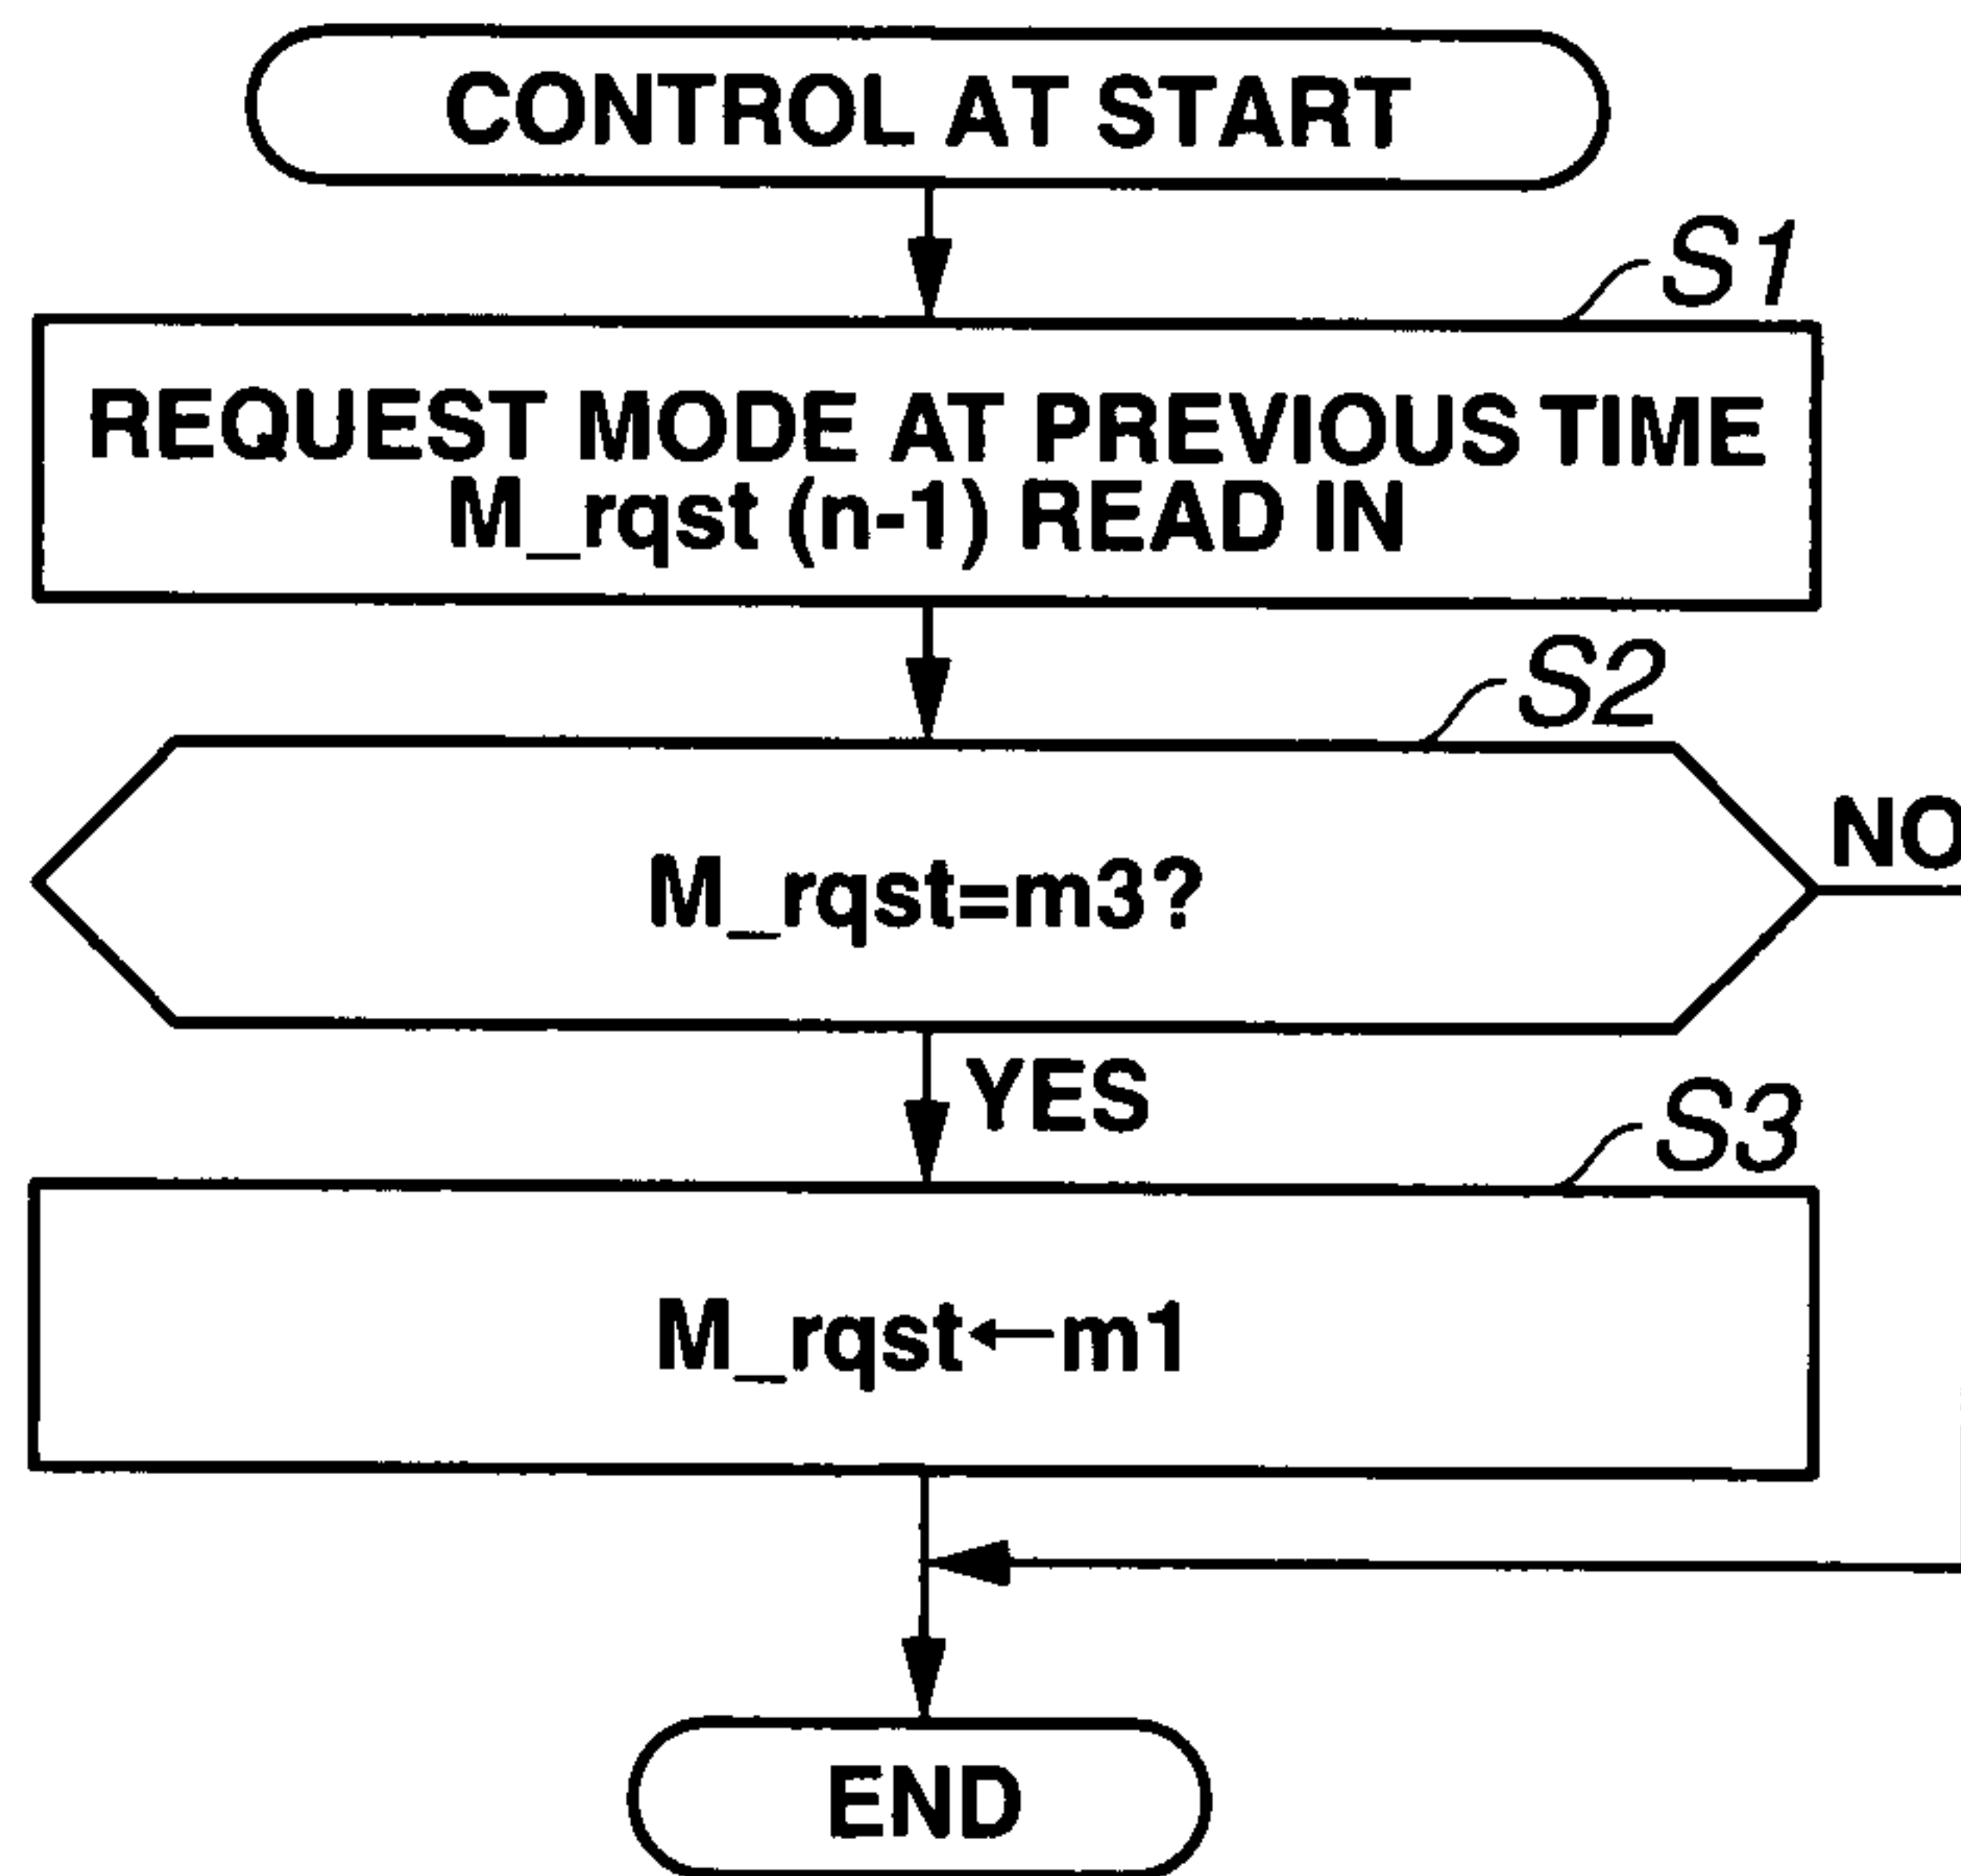 CONTROL AT START
S1
REQUEST MODE AT PREVIOUS TIME
M_rqst (n-1) READ IN
S2
M_rqst=m3?
NO
YES
S3
M_rqst←m1
END